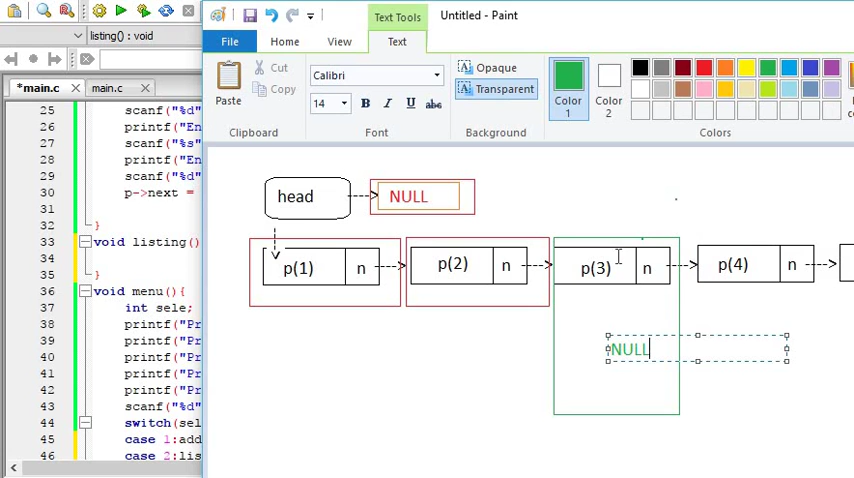 Untitled - Paint
Text Tools
File
Home
View
Text
listing() : void
*main.c
main.c
Paste
Cut
Copy
Clipboard
Calibri
14
B
I
U
abc
Font
Opaque
Transparent
Background
Color
1
Color
2
Colors
25 scanf("%d"
26 printf("En
27 scanf("%s"
28 printf("En
29 scanf("%d"
30 p->next =
31
32 }
33 void listing()
34
35 }
36 void menu(){
37 int sele;
38 printf("Pr
39 printf("Pr
40 printf("Pr
41 printf("Pr
42 printf("Pr
43 scanf("%d"
44 switch(sel
45 case 1:add
46 case 2:lis
head
NULL
p(1) n
p(2) n
p(3) n
p(4) n
NULL